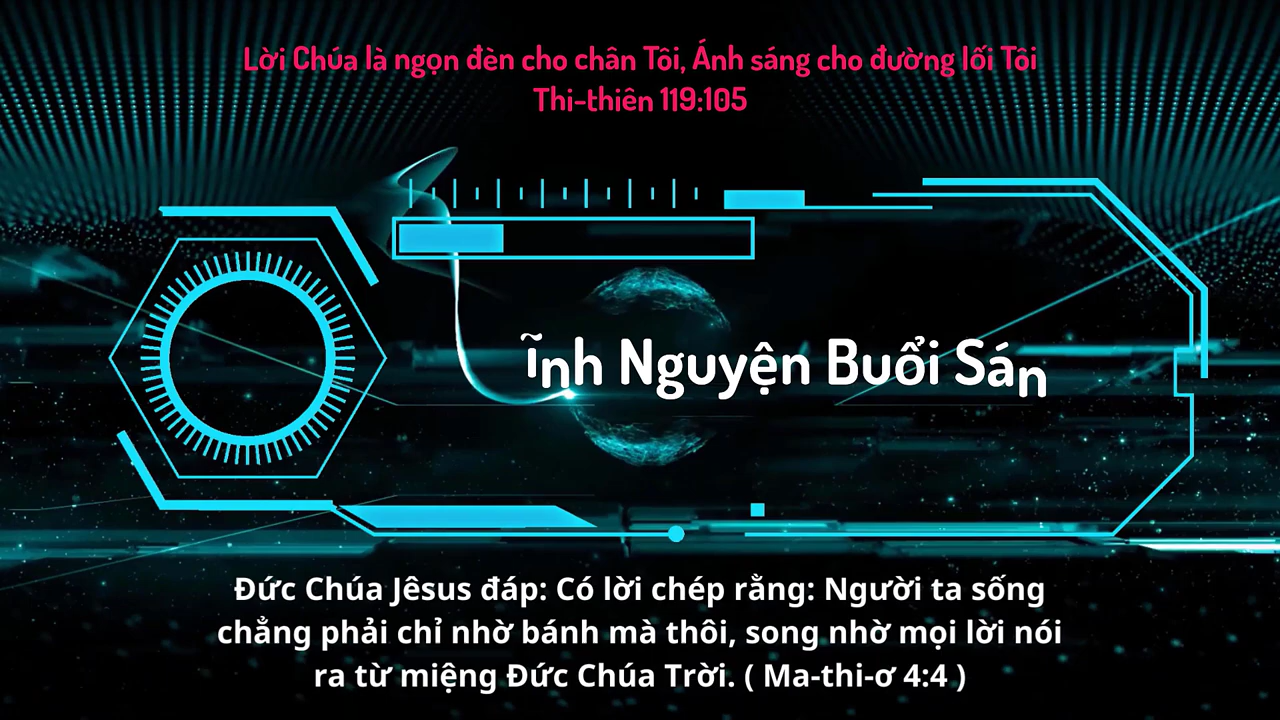 Lời Chúa là ngọn đèn cho chân Tôi, Ánh sáng cho đường lối Tôi
Thi-thiên 119:105
Ĩnh Nguyện Buổi Sán
Đức Chúa Jêsus đáp: Có lời chép rằng: Người ta sống
chẳng phải chỉ nhờ bánh mà thôi, song nhờ mọi lời nói
ra từ miệng Đức Chúa Trời. ( Ma-thi-ơ 4:4 )